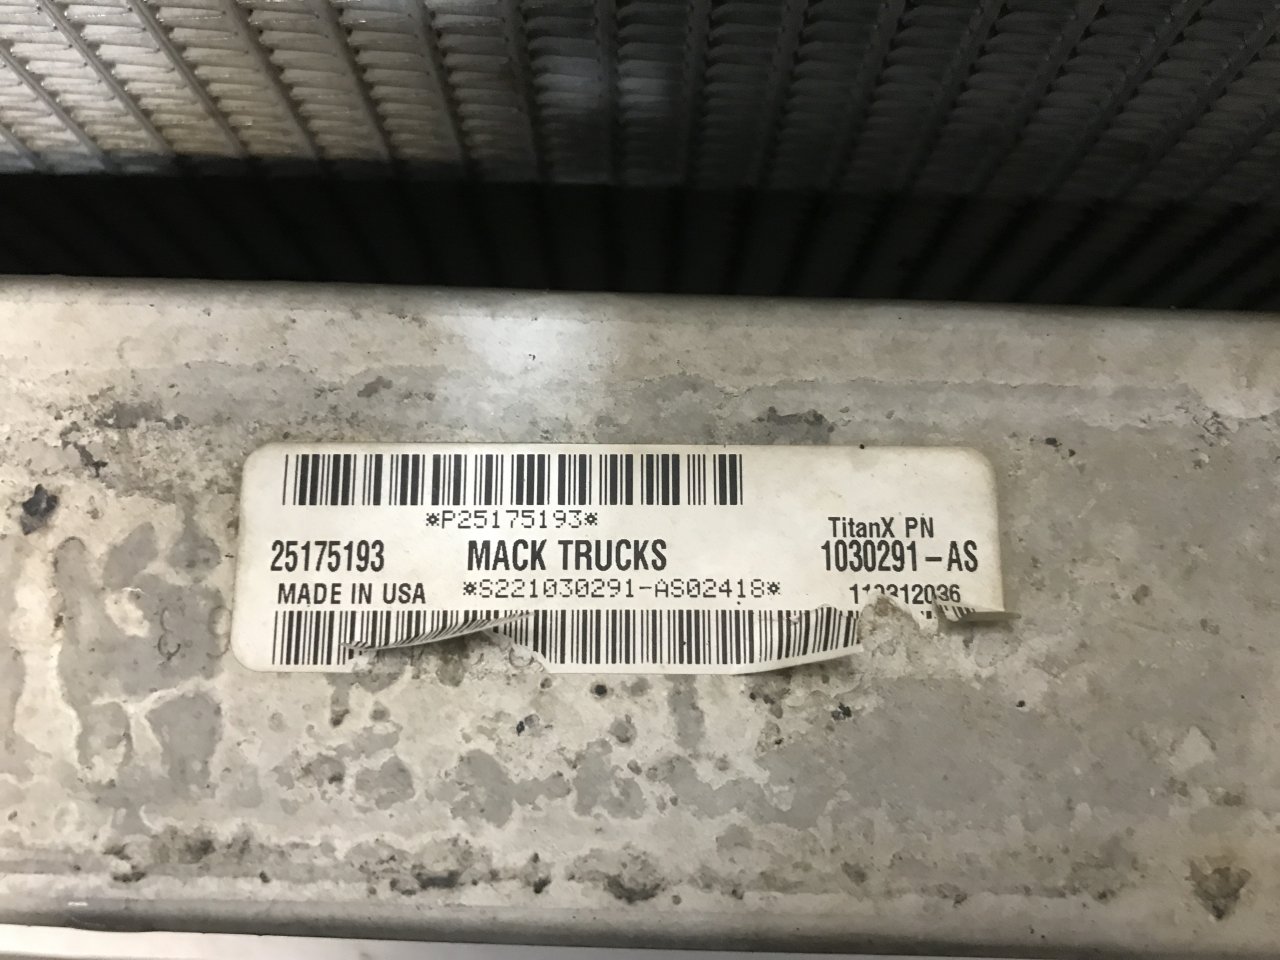 *P25175193*
TitanX PN
25175193 MACK TRUCKS 1030291-AS
MADE IN USA *S221030291-AS02418*